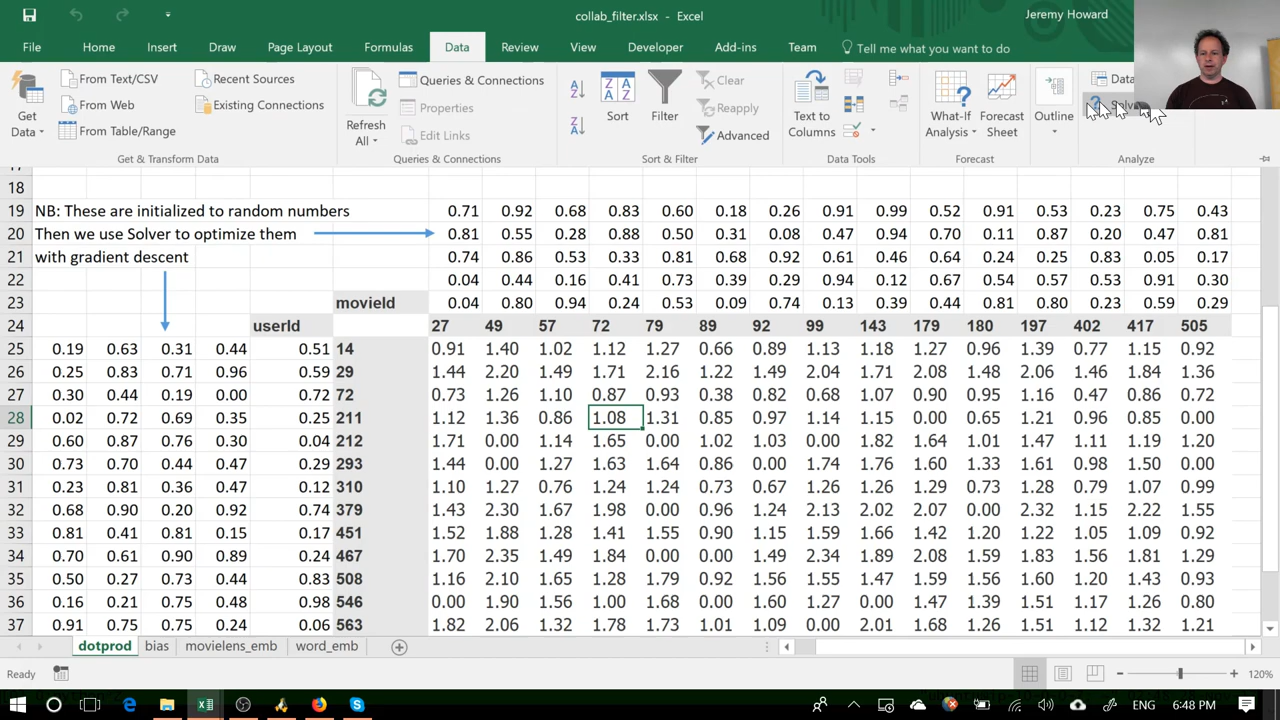 collab_filter.xlsx - Excel
Jeremy Howard
File Home Insert Draw Page Layout Formulas Data Review View Developer Add-ins Team Tell me what you want to do
Get Data
From Text/CSV
From Web
From Table/Range
Recent Sources
Existing Connections
Get & Transform Data
Refresh All
Queries & Connections
Properties
Edit Links
Queries & Connections
Sort
Filter
Clear
Reapply
Advanced
Sort & Filter
Text to Columns
Data Tools
What-If Analysis
Forecast Sheet
Forecast
Outline
Data
Solv
Analyze
18
19 NB: These are initialized to random numbers 0.71 0.92 0.68 0.83 0.60 0.18 0.26 0.91 0.99 0.52 0.91 0.53 0.23 0.75 0.43
20 Then we use Solver to optimize them 0.81 0.55 0.28 0.88 0.50 0.31 0.08 0.47 0.94 0.70 0.11 0.87 0.20 0.47 0.81
21 with gradient descent 0.74 0.86 0.53 0.33 0.81 0.68 0.92 0.61 0.46 0.64 0.24 0.25 0.83 0.05 0.17
22 0.04 0.44 0.16 0.41 0.73 0.39 0.29 0.94 0.12 0.67 0.54 0.57 0.53 0.91 0.30
23 movieId 0.04 0.80 0.94 0.24 0.53 0.09 0.74 0.13 0.39 0.44 0.81 0.80 0.23 0.59 0.29
24 userId 27 49 57 72 79 89 92 99 143 179 180 197 402 417 505
25 0.19 0.63 0.31 0.44 0.51 14 0.91 1.40 1.02 1.12 1.27 0.66 0.89 1.13 1.18 1.27 0.96 1.39 0.77 1.15 0.92
26 0.25 0.83 0.71 0.96 0.59 29 1.44 2.20 1.49 1.71 2.16 1.22 1.49 2.04 1.71 2.08 1.48 2.06 1.46 1.84 1.36
27 0.30 0.44 0.19 0.00 0.72 72 0.73 1.26 1.10 0.87 0.93 0.38 0.82 0.68 1.07 0.90 0.95 1.16 0.47 0.86 0.72
28 0.02 0.72 0.69 0.35 0.25 211 1.12 1.36 0.86 1.08 1.31 0.85 0.97 1.14 1.15 0.00 0.65 1.21 0.96 0.85 0.00
29 0.60 0.87 0.76 0.30 0.04 212 1.71 0.00 1.14 1.65 0.00 1.02 1.03 0.00 1.82 1.64 1.01 1.47 1.11 1.19 1.20
30 0.73 0.70 0.44 0.47 0.29 293 1.44 0.00 1.27 1.63 1.64 0.86 0.00 1.74 1.76 1.60 1.33 1.61 0.98 1.50 0.00
31 0.23 0.81 0.36 0.47 0.12 310 1.10 1.27 0.76 1.24 1.24 0.73 0.67 1.26 1.26 1.29 0.73 1.28 0.79 1.07 0.99
32 0.68 0.90 0.20 0.92 0.74 379 1.43 2.30 1.67 1.98 0.00 0.96 1.24 2.13 2.02 2.07 0.00 2.32 1.15 2.22 1.55
33 0.68 0.41 0.81 0.15 0.17 451 1.52 1.88 1.28 1.41 1.55 0.90 1.15 1.59 1.66 1.42 1.20 1.22 1.05 1.09 0.92
34 0.70 0.61 0.90 0.89 0.24 467 1.70 2.35 1.49 1.84 0.00 0.00 1.49 2.34 1.89 2.08 1.59 1.83 1.56 1.81 1.29
35 0.50 0.27 0.73 0.44 0.83 508 1.16 2.10 1.65 1.28 1.79 0.92 1.56 1.55 1.47 1.59 1.56 1.60 1.20 1.43 0.93
36 0.16 0.21 0.75 0.48 0.98 546 0.00 1.90 1.56 1.00 1.68 0.00 1.60 1.27 0.00 1.47 1.39 1.51 1.17 1.26 0.80
37 0.91 0.75 0.75 0.24 0.06 563 1.82 2.06 1.32 1.78 1.73 1.01 1.09 0.00 2.01 1.68 1.26 1.51 1.12 1.32 1.21
dotprod bias movielens_emb word_emb
Ready 120%
ENG 6:48 PM